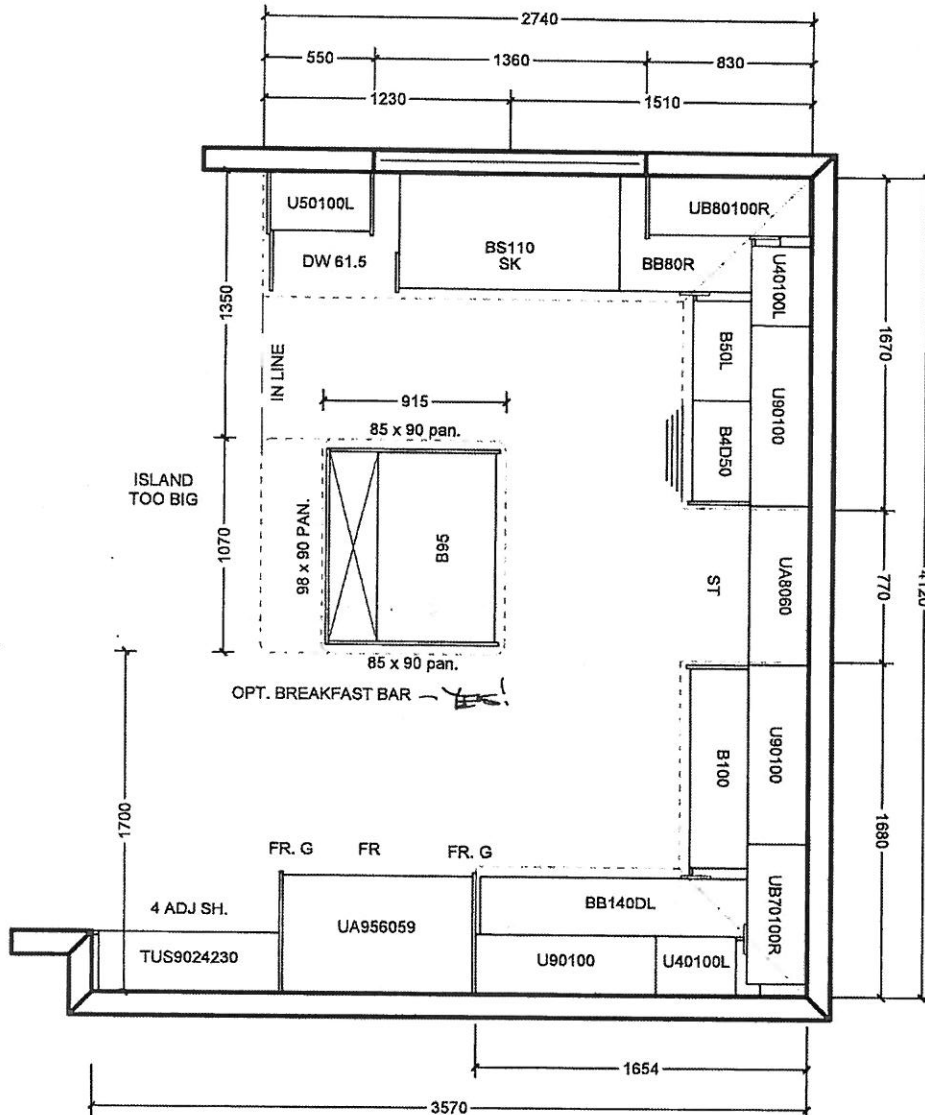 2740
550
1360
830
1230
1510
U50100L
UB80100R
DW 61.5
BS110
SK
BB80R
U40100L
1350
1670
B50L
U90100
IN LINE
915
85 x 90 pan.
B4D50
ISLAND
TOO BIG
1070
98 x 90 PAN.
B95
ST
UA8060
770
4120
85 x 90 pan.
OPT. BREAKFAST BAR - Yes!
B100
U90100
1700
1680
FR. G
FR
FR. G
4 ADJ SH.
UA956059
BB140DL
UB70100R
TUS9024230
U90100
U40100L
1654
3570